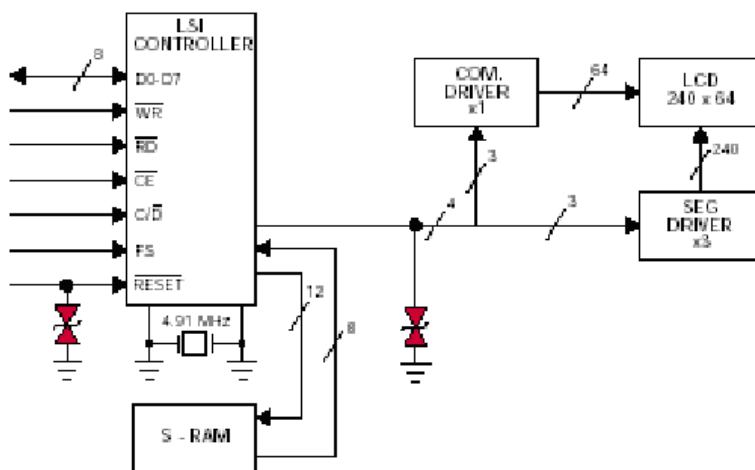 LSI
CONTROLLER
8
D0-D7
WR
RD
CE
C/D
FS
RESET
4.91 MHz
12
8
S - RAM
COM.
DRIVER
x1
64
LCD
240 x 64
3
240
4
3
SEG
DRIVER
x3